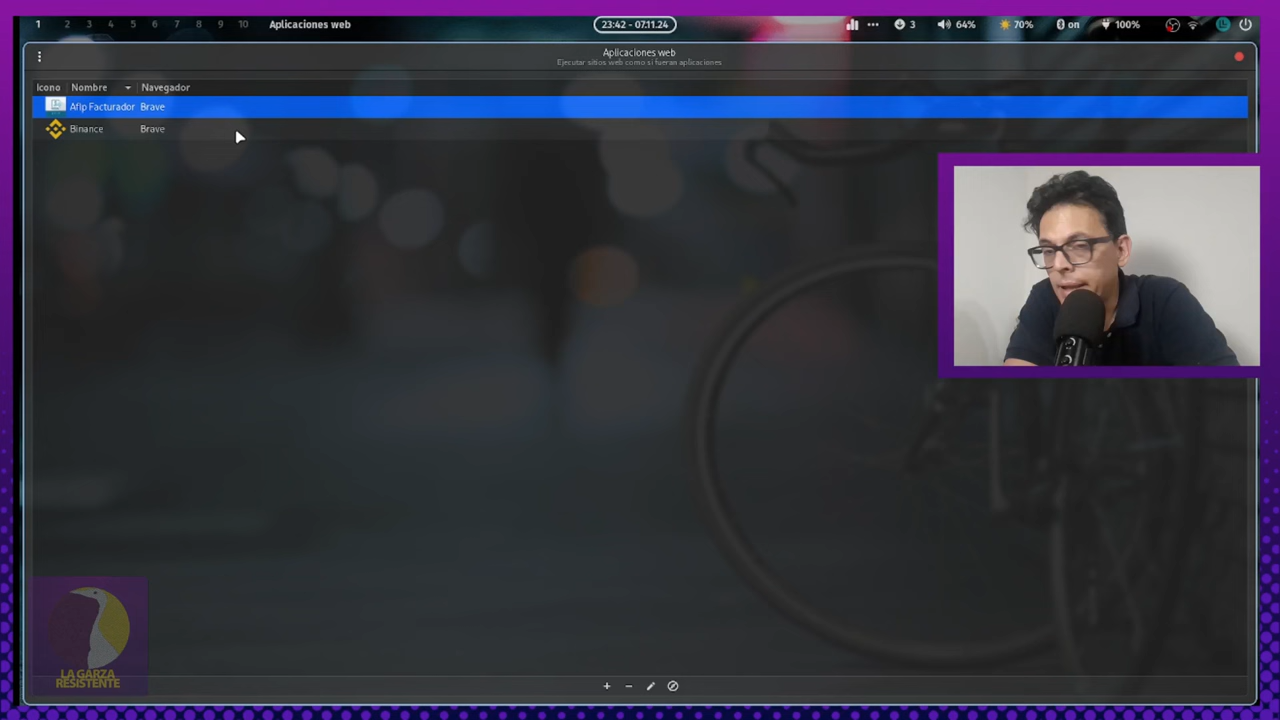 1 2 3 4 5 6 7 8 9 10 Aplicaciones web 23:42 - 07.11.24 3 64% 70% on 100%
Aplicaciones web
Ejecutar sitios web como si fueran aplicaciones
Icono Nombre Navegador
Afip Facturador Brave
Binance Brave
LA GARZA
RESISTENTE